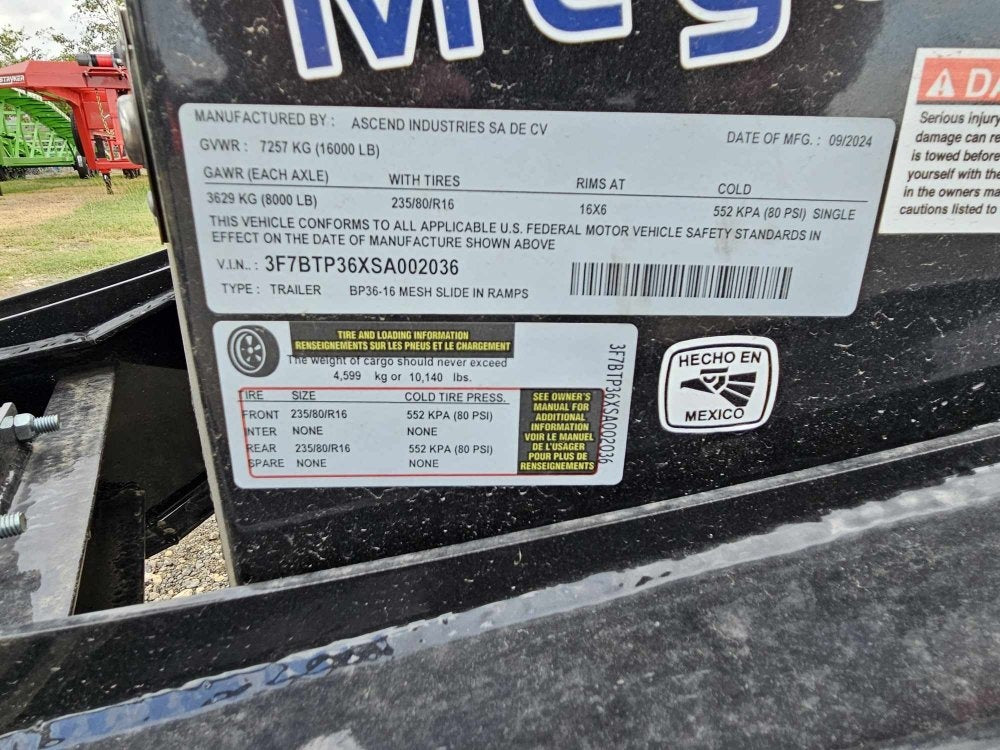 STRYKER
MANUFACTURED BY : ASCEND INDUSTRIES SA DE CV
DATE OF MFG. : 09/2024
GVWR : 7257 KG (16000 LB)
GAWR (EACH AXLE) WITH TIRES RIMS AT COLD
3629 KG (8000 LB) 235/80/R16 16X6 552 KPA (80 PSI) SINGLE
THIS VEHICLE CONFORMS TO ALL APPLICABLE U.S. FEDERAL MOTOR VEHICLE SAFETY STANDARDS IN
EFFECT ON THE DATE OF MANUFACTURE SHOWN ABOVE
V.I.N.. : 3F7BTP36XSA002036
TYPE : TRAILER BP36-16 MESH SLIDE IN RAMPS
TIRE AND LOADING INFORMATION
RENSEIGNEMENTS SUR LES PNEUS ET LE CHARGEMENT
The weight of cargo should never exceed
4,599 kg or 10,140 lbs.
TIRE SIZE COLD TIRE PRESS.
FRONT 235/80/R16 552 KPA (80 PSI)
INTER NONE NONE
REAR 235/80/R16 552 KPA (80 PSI)
SPARE NONE NONE
SEE OWNER'S
MANUAL FOR
ADDITIONAL
INFORMATION
VOIR LE MANUEL
DE L'USAGER
POUR PLUS DE
RENSEIGNEMENTS
3F7BTP36XSA002036
HECHO EN
MEXICO
Serious injury
damage can
is towed before
yourself with the
in the owners
cautions listed to